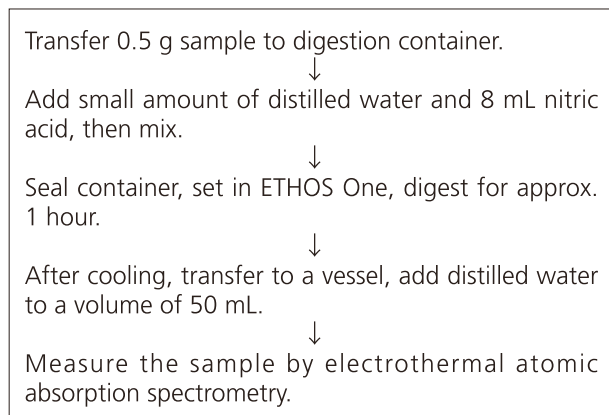 Transfer 0.5 g sample to digestion container.
↓
Add small amount of distilled water and 8 mL nitric
acid, then mix.
↓
Seal container, set in ETHOS One, digest for approx.
1 hour.
↓
After cooling, transfer to a vessel, add distilled water
to a volume of 50 mL.
↓
Measure the sample by electrothermal atomic
absorption spectrometry.